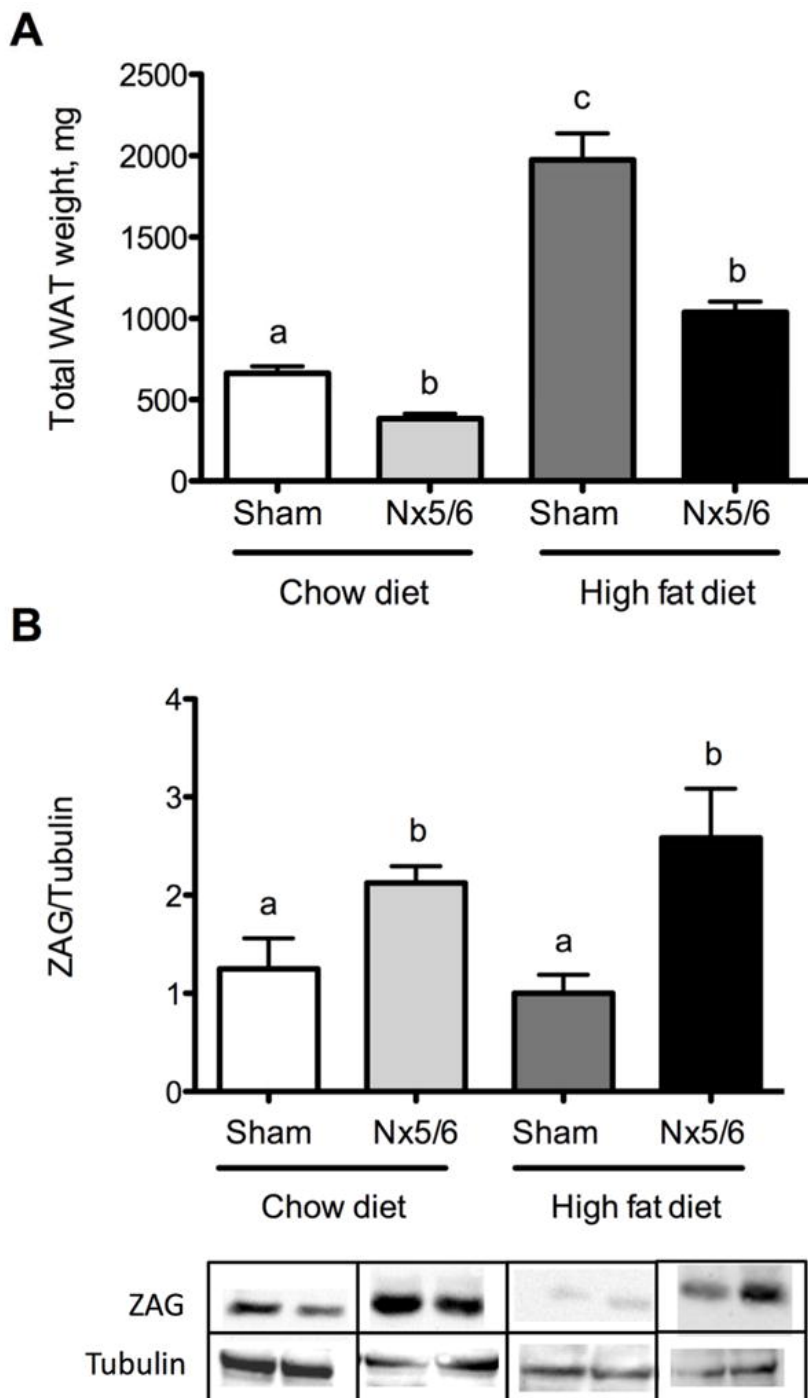 A
2500
2000
1500
1000
500
0
Total WAT weight, mg
a
b
c
b
Sham Nx5/6 Sham Nx5/6
Chow diet High fat diet
B
4
3
2
1
0
ZAG/Tubulin
a
b
a
b
Sham Nx5/6 Sham Nx5/6
Chow diet High fat diet
ZAG
Tubulin